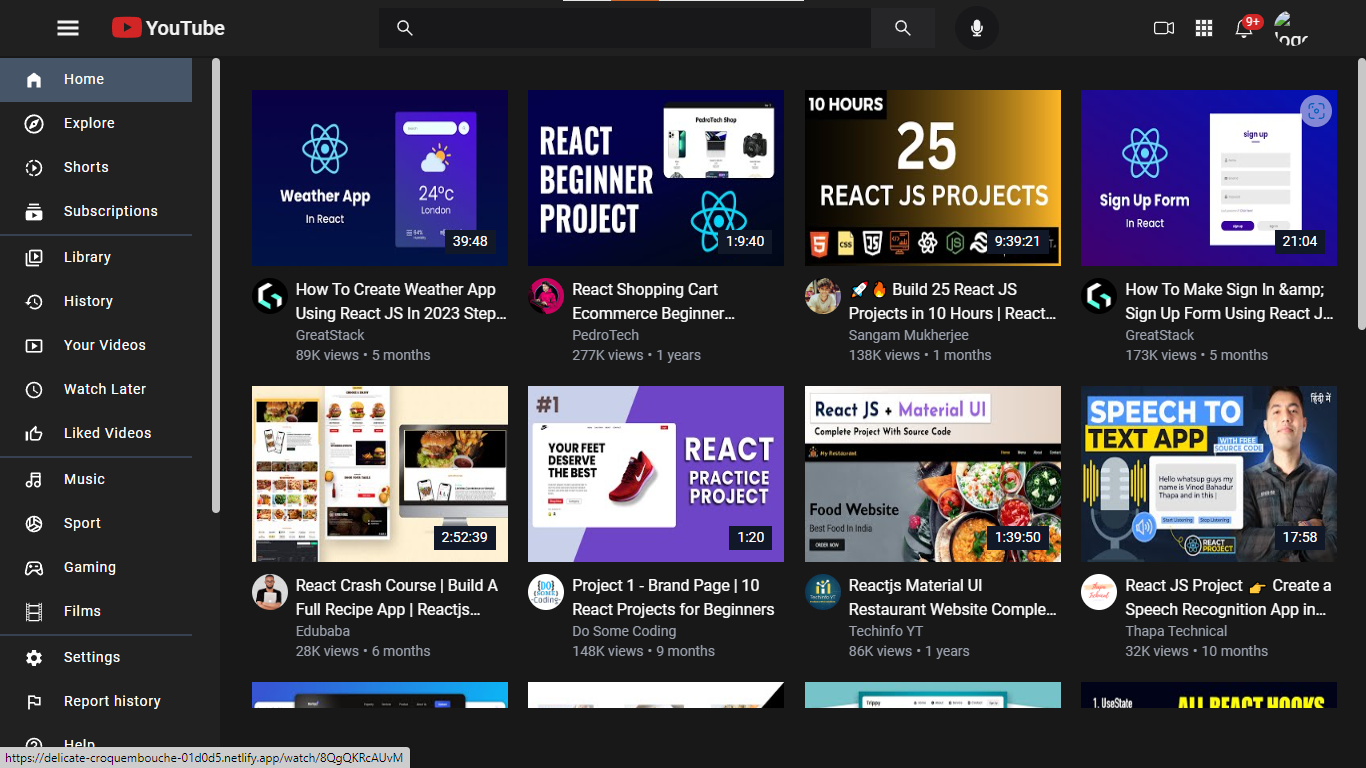 YouTube
9+
logo
Home
Explore
Shorts
Subscriptions
Library
History
Your Videos
Watch Later
Liked Videos
Music
Sport
Gaming
Films
Settings
Report history
Help
Weather App
In React
24°c
London
39:48
How To Create Weather App
Using React JS In 2023 Step...
GreatStack
89K views • 5 months
REACT
BEGINNER
PROJECT
PedroTech Shop
1:9:40
React Shopping Cart
Ecommerce Beginner...
PedroTech
277K views • 1 years
10 HOURS
25
REACT JS PROJECTS
CSS
9:39:21
🚀🔥 Build 25 React JS
Projects in 10 Hours | React...
Sangam Mukherjee
138K views • 1 months
Sign Up Form
In React
sign up
sign up
21:04
How To Make Sign In &amp;
Sign Up Form Using React J...
GreatStack
173K views • 5 months
2:52:39
React Crash Course | Build A
Full Recipe App | Reactjs...
Edubaba
28K views • 6 months
#1
YOUR FEET
DESERVE
THE BEST
REACT
PRACTICE
PROJECT
1:20
DO
SOME
Coding
Project 1 - Brand Page | 10
React Projects for Beginners
Do Some Coding
148K views • 9 months
React JS + Material UI
Complete Project With Source Code
My Restaurant
Food Website
Best Food In India
ORDER NOW
1:39:50
Techinfo YT
Reactjs Material UI
Restaurant Website Comple...
Techinfo YT
86K views • 1 years
SPEECH TO
TEXT APP
हिंदी में
WITH FREE
SOURCE CODE
Hello whatsup guys my
name is Vinod Bahadur
Thapa and in this |
Start Listening
Stop Listening
REACT
PROJECT
17:58
React JS Project 👉 Create a
Speech Recognition App in...
Thapa Technical
32K views • 10 months
1. UseState
ALL REACT HOOKS
https://delicate-croquembouche-01d0d5.netlify.app/watch/8QgQKRcAUvM